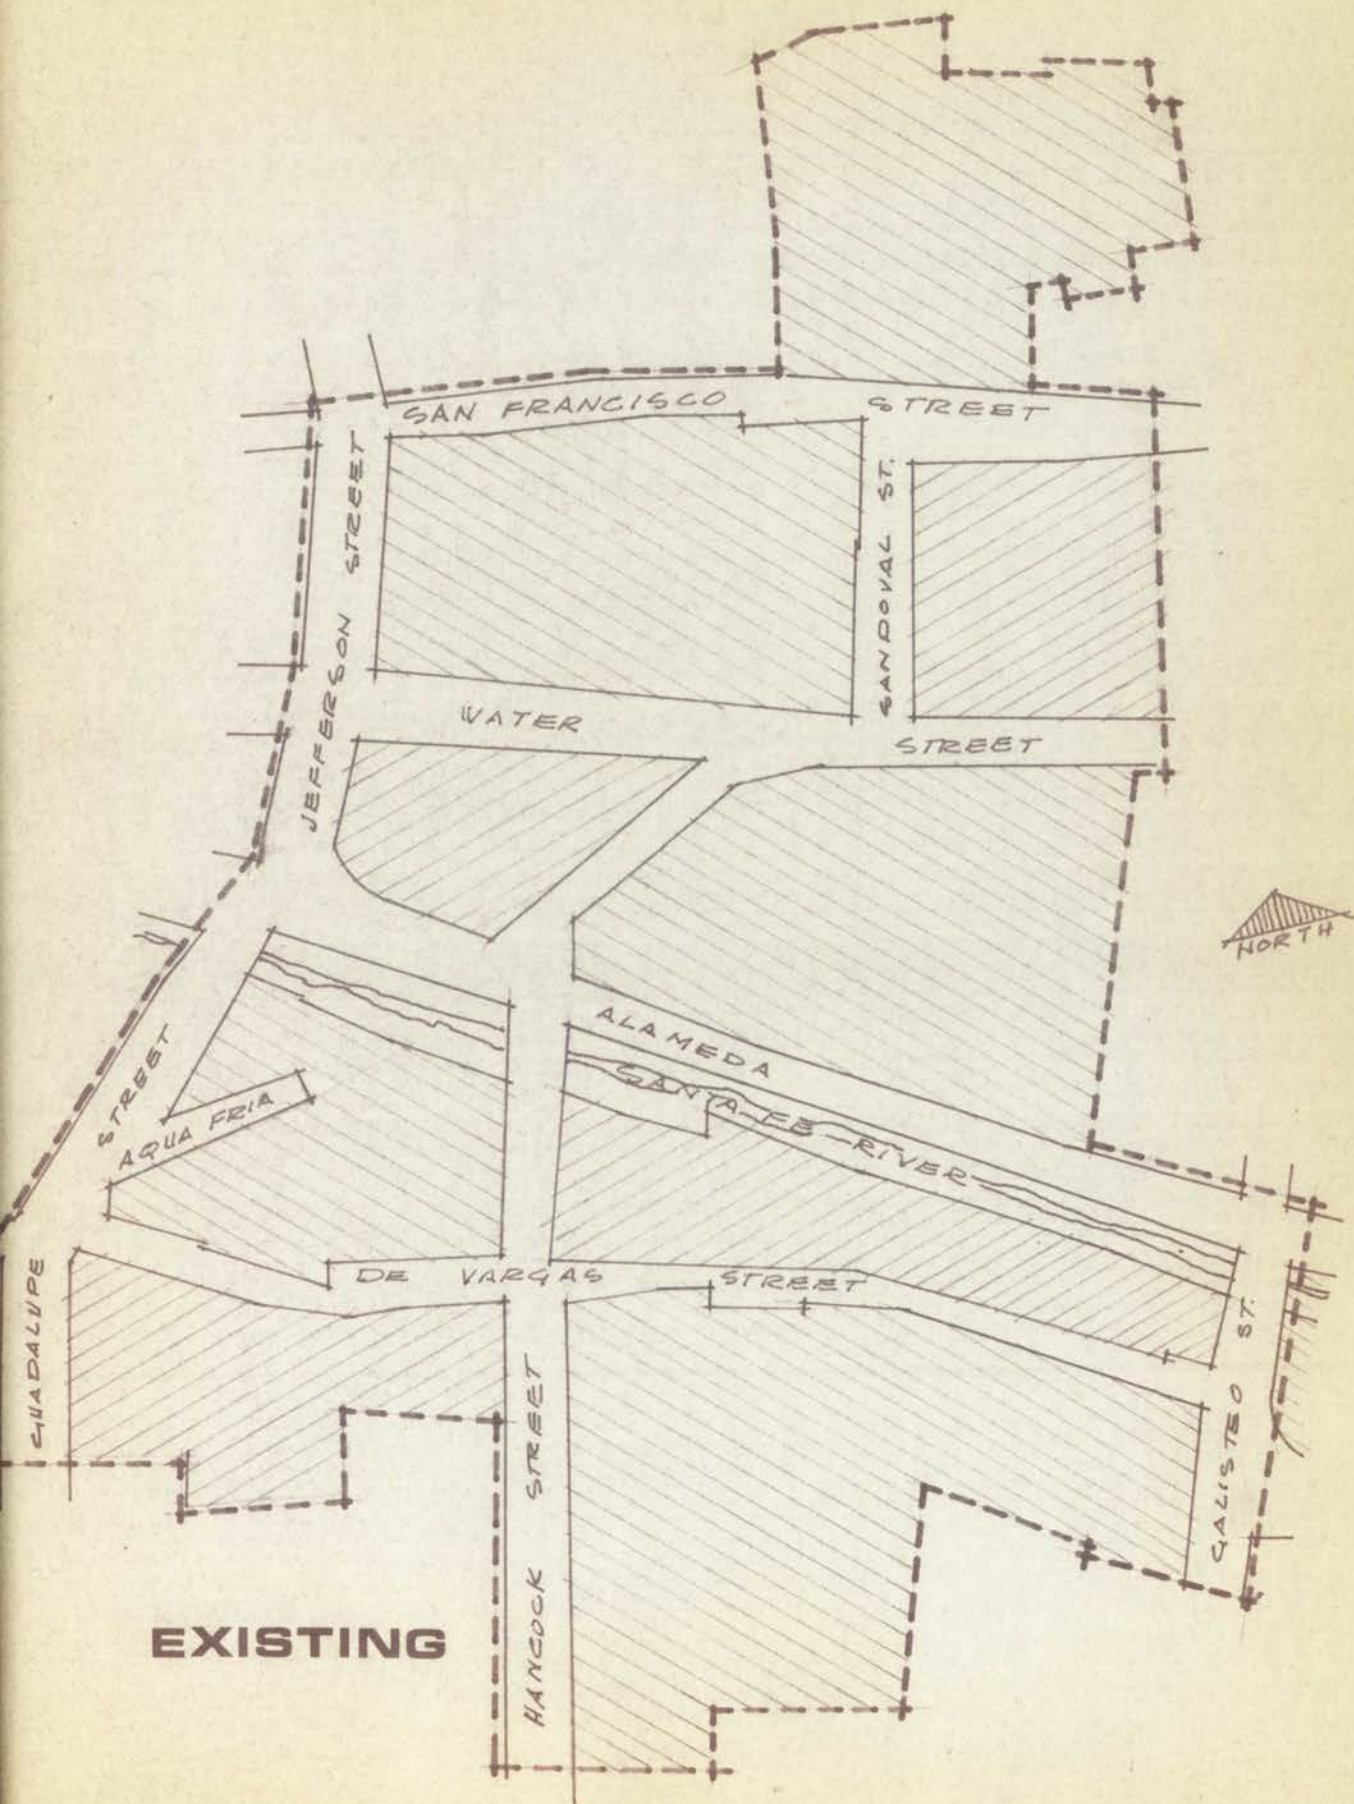 SAN FRANCISCO STREET
JEFFERSON STREET
SANDOVAL ST.
WATER STREET
NORTH
ALAMEDA
SANTA FE RIVER
STREET
AQUA FRIA
GUADALUPE
DE VARGAS STREET
GALISTEO ST.
HANCOCK STREET
EXISTING